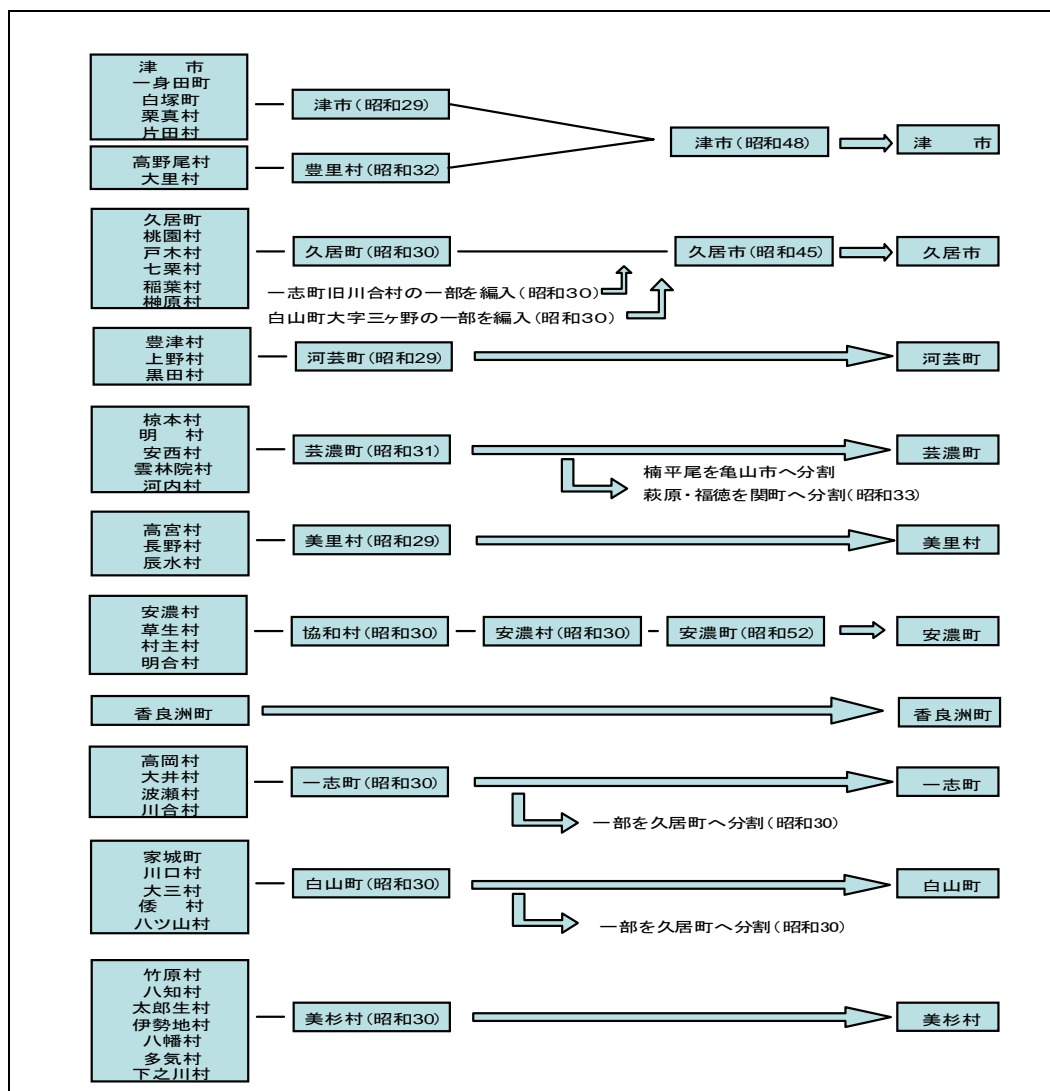 津　市
一身田町
白塚町
栗真村
片田村
津市(昭和29)
高野尾村
大里村
豊里村(昭和32)
津市(昭和48)
津　市
久居町
桃園村
戸木村
七栗村
稲葉村
榊原村
久居町(昭和30)
久居市(昭和45)
久居市
一志町旧川合村の一部を編入(昭和30)
白山町大字三ヶ野の一部を編入(昭和30)
豊津村
上野村
黒田村
河芸町(昭和29)
河芸町
椋本村
明　村
安西村
雲林院村
河内村
芸濃町(昭和31)
芸濃町
楠平尾を亀山市へ分割
萩原・福徳を関町へ分割(昭和33)
高宮村
長野村
辰水村
美里村(昭和29)
美里村
安濃村
草生村
村主村
明合村
協和村(昭和30)
安濃村(昭和30)
安濃町(昭和52)
安濃町
香良洲町
香良洲町
高岡村
大井村
波瀬村
川合村
一志町(昭和30)
一志町
一部を久居町へ分割(昭和30)
家城町
川口村
大三村
倭　村
八ツ山村
白山町(昭和30)
白山町
一部を久居町へ分割(昭和30)
竹原村
八知村
太郎生村
伊勢地村
八幡村
多気村
下之川村
美杉村(昭和30)
美杉村